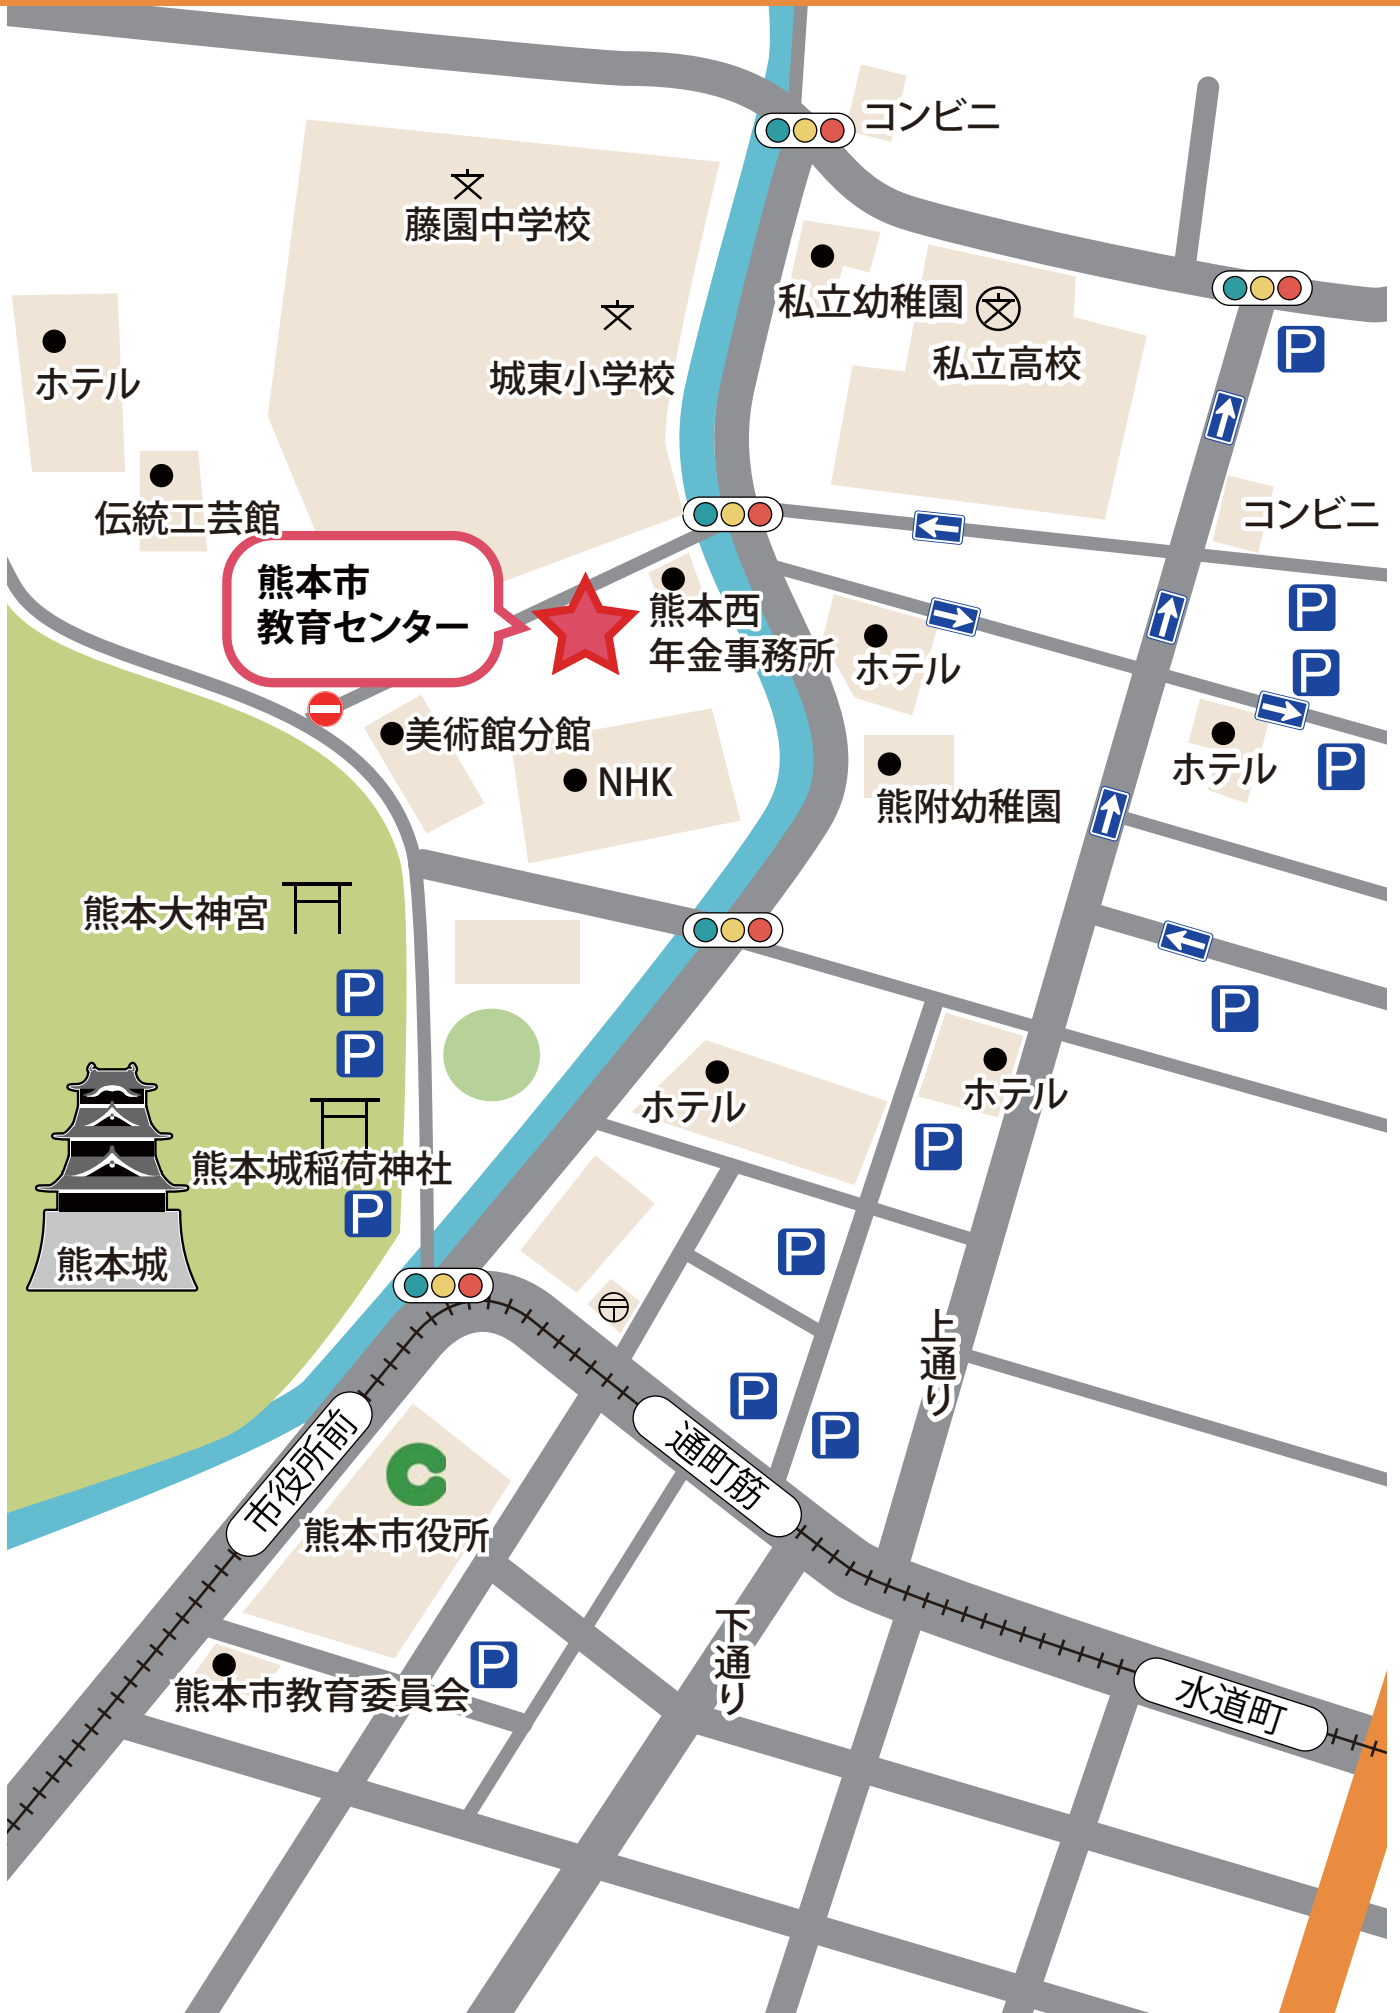 コンビニ
藤園中学校
私立幼稚園
城東小学校
私立高校
P
ホテル
伝統工芸館
コンビニ
熊本市
教育センター
熊本西
年金事務所
ホテル
P
P
美術館分館
NHK
ホテル
P
熊附幼稚園
熊本大神宮
P
P
P
ホテル
ホテル
P
熊本城稲荷神社
P
熊本城
P
上通り
P
P
市役所前
通町筋
熊本市役所
下通り
P
熊本市教育委員会
水道町